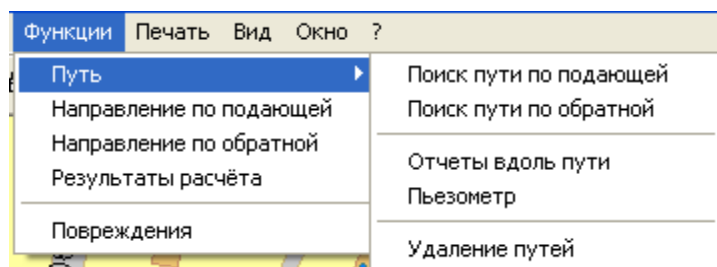 Функции Печать Вид Окно ?
Путь
Направление по подающей
Направление по обратной
Результаты расчёта
Повреждения
Поиск пути по подающей
Поиск пути по обратной
Отчеты вдоль пути
Пьезометр
Удаление путей